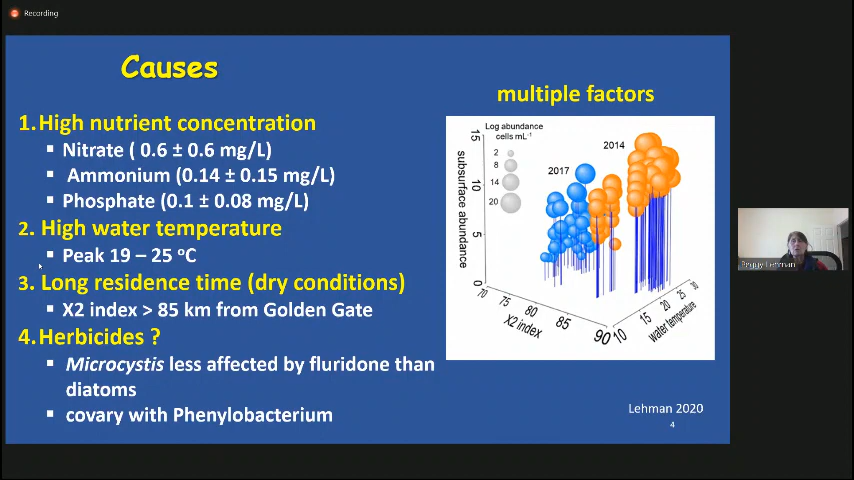 Recording
Causes
1.High nutrient concentration
▪ Nitrate ( 0.6 ± 0.6 mg/L)
▪ Ammonium (0.14 ± 0.15 mg/L)
▪ Phosphate (0.1 ± 0.08 mg/L)
2. High water temperature
▪ Peak 19 – 25 ºC
3. Long residence time (dry conditions)
▪ X2 index > 85 km from Golden Gate
4.Herbicides ?
▪ Microcystis less affected by fluridone than
diatoms
▪ covary with Phenylobacterium
multiple factors
Log abundance
cells mL⁻¹
2
8
14
20
2014
2017
15
10
5
0
subsurface abundance
70
75
80
85
90
X2 index
10
15
20
25
30
water temperature
Lehman 2020
4
Peggy Lehman